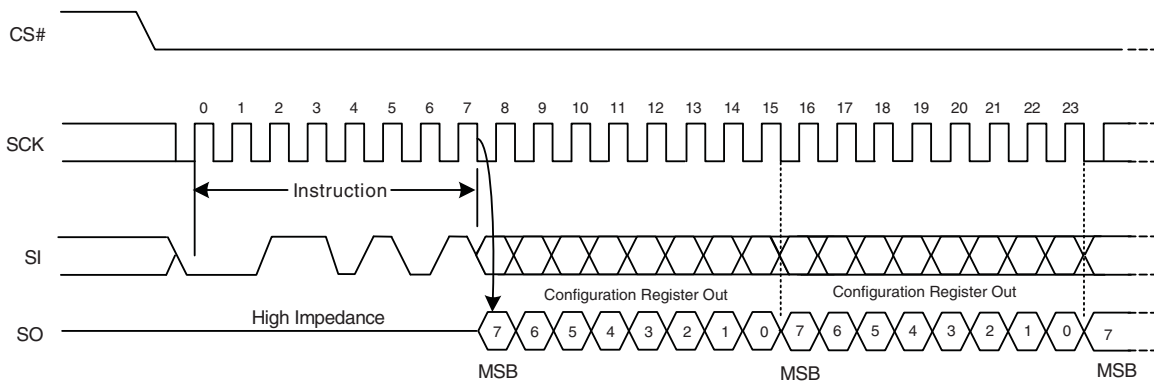 CS#
0 1 2 3 4 5 6 7 8 9 10 11 12 13 14 15 16 17 18 19 20 21 22 23
SCK
Instruction
SI
Configuration Register Out Configuration Register Out
High Impedance
SO 7 6 5 4 3 2 1 0 7 6 5 4 3 2 1 0 7
MSB MSB MSB